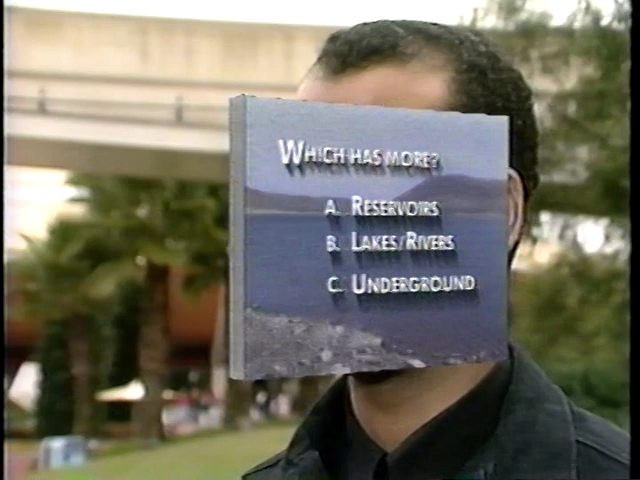 WHICH HAS MORE?
A. RESERVOIRS
B. LAKES/RIVERS
C. UNDERGROUND